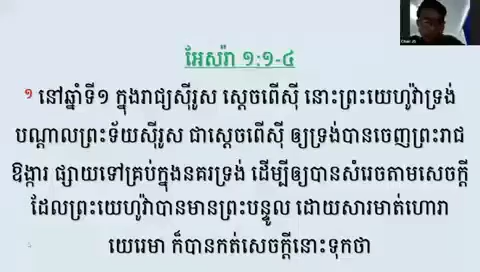 អែសរ៉ា ១:១-៤
១ នៅឆ្នាំទី១ ក្នុងរាជ្យស៊ីរូស ស្តេចពើស៊ី នោះព្រះយេហូវ៉ាទ្រង់
បណ្តាលព្រះទ័យស៊ីរូស ជាស្តេចពើស៊ី ឲ្យទ្រង់បានចេញព្រះរាជ
ឱង្ការ ផ្សាយទៅគ្រប់ក្នុងនគរទ្រង់ ដើម្បីឲ្យបានសំរេចតាមសេចក្តី
ដែលព្រះយេហូវ៉ាបានមានព្រះបន្ទូល ដោយសារមាត់ហោរា
យេរេមា ក៏បានកត់សេចក្តីនោះទុកថា